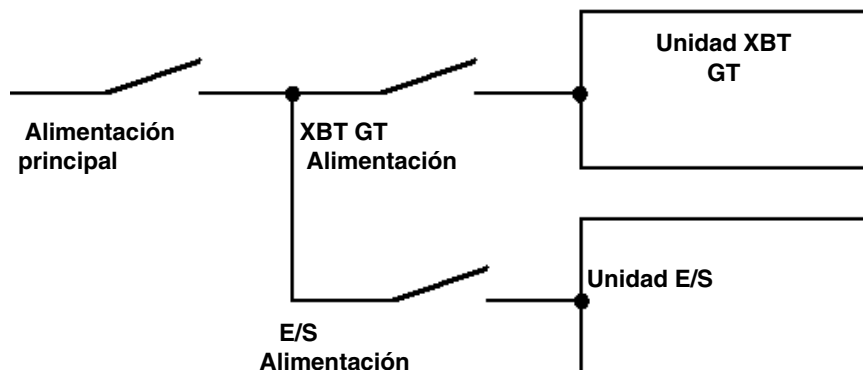 Unidad XBT
GT
Alimentación
principal
XBT GT
Alimentación
Unidad E/S
E/S
Alimentación